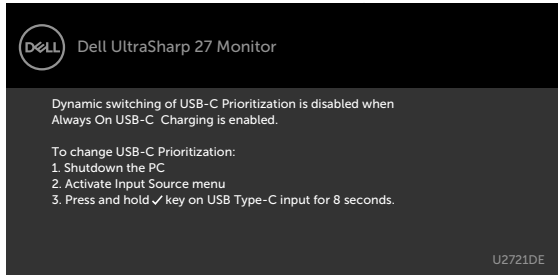 DELL
Dell UltraSharp 27 Monitor
Dynamic switching of USB-C Prioritization is disabled when
Always On USB-C Charging is enabled.
To change USB-C Prioritization:
1. Shutdown the PC
2. Activate Input Source menu
3. Press and hold ✓ key on USB Type-C input for 8 seconds.
U2721DE